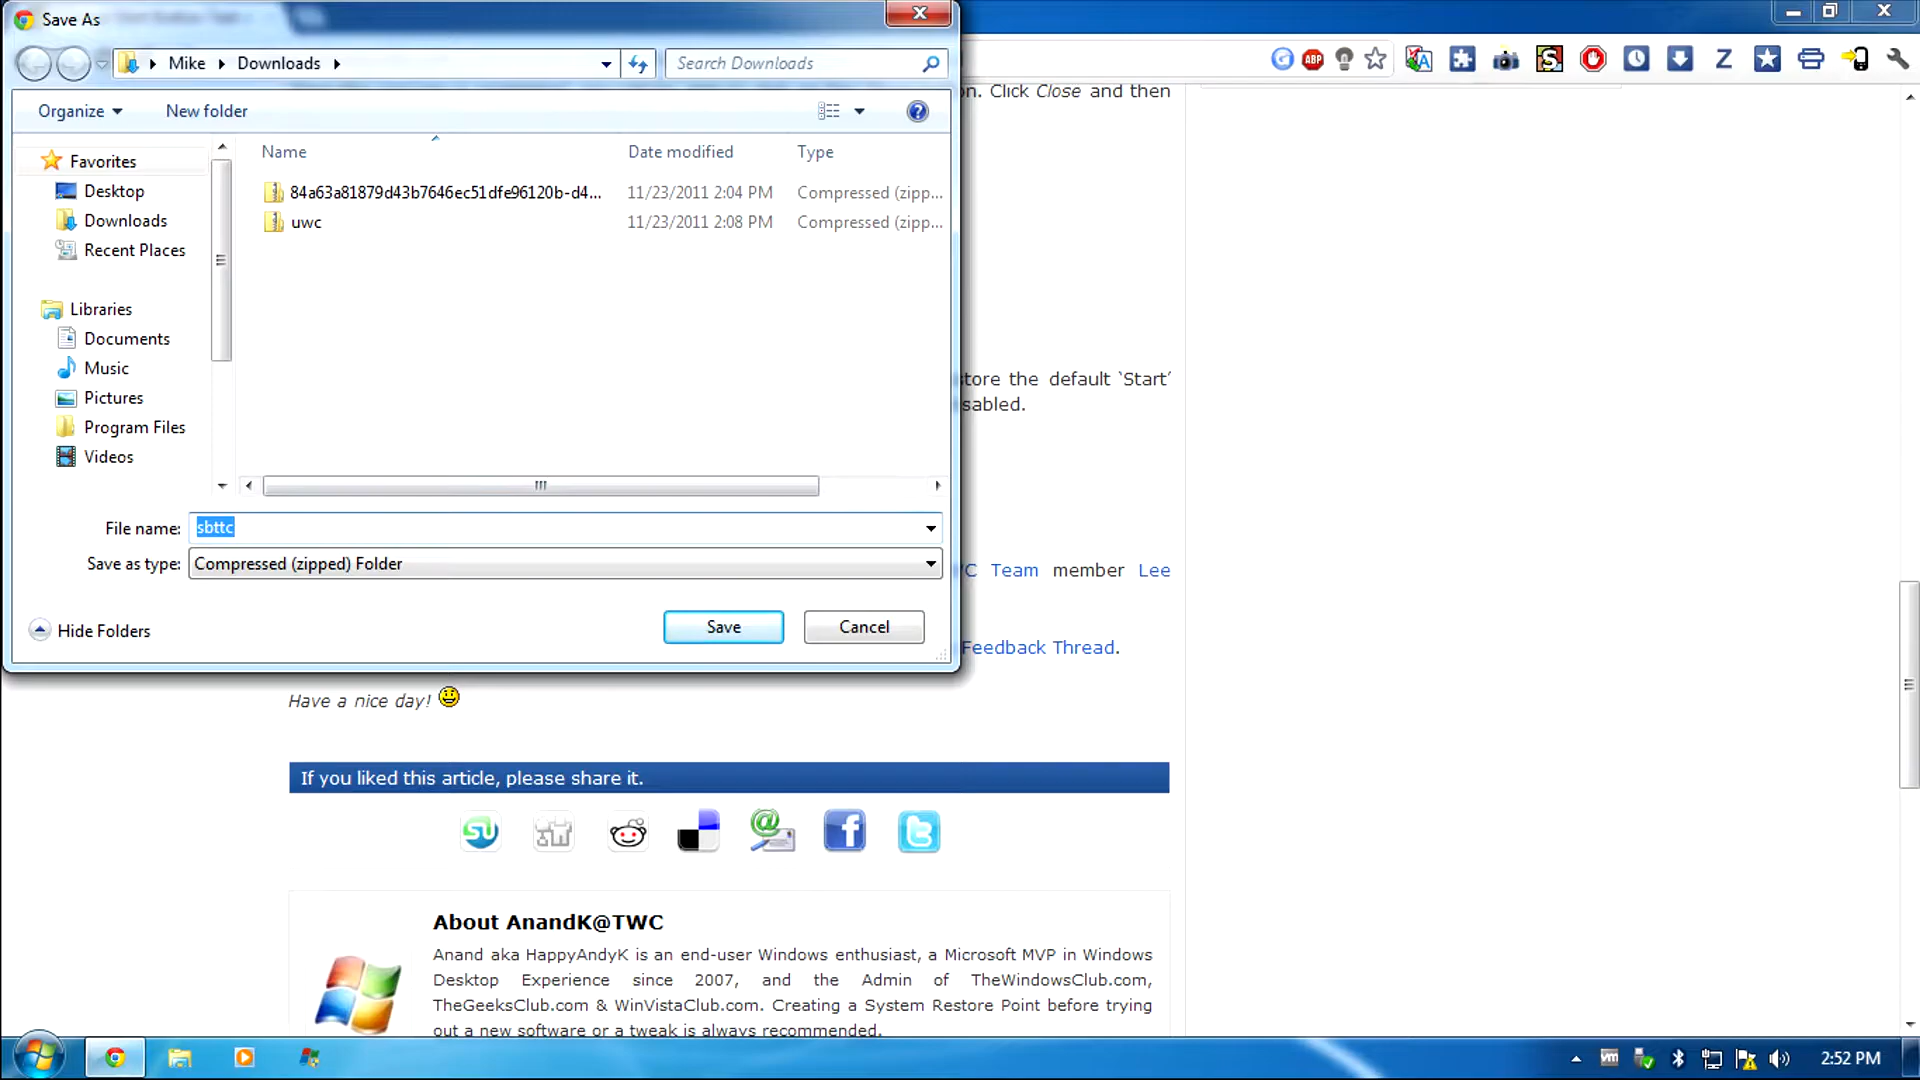 Save As
Mike
Downloads
Search Downloads
Organize
New folder
Name
Date modified
Type
Favorites
Desktop
Downloads
Recent Places
Libraries
Documents
Music
Pictures
Program Files
Videos
84a63a81879d43b7646ec51dfe96120b-d4... 11/23/2011 2:04 PM Compressed (zipp...
uwc 11/23/2011 2:08 PM Compressed (zipp...
File name: sbttc
Save as type: Compressed (zipped) Folder
Hide Folders
Save
Cancel
ABP
Z
on. Click Close and then
store the default `Start´
sabled.
C Team member Lee
Feedback Thread.
Have a nice day!
If you liked this article, please share it.
About AnandK@TWC
Anand aka HappyAndyK is an end-user Windows enthusiast, a Microsoft MVP in Windows
Desktop Experience since 2007, and the Admin of TheWindowsClub.com,
TheGeeksClub.com & WinVistaClub.com. Creating a System Restore Point before trying
out a new software or a tweak is always recommended.
vm
2:52 PM